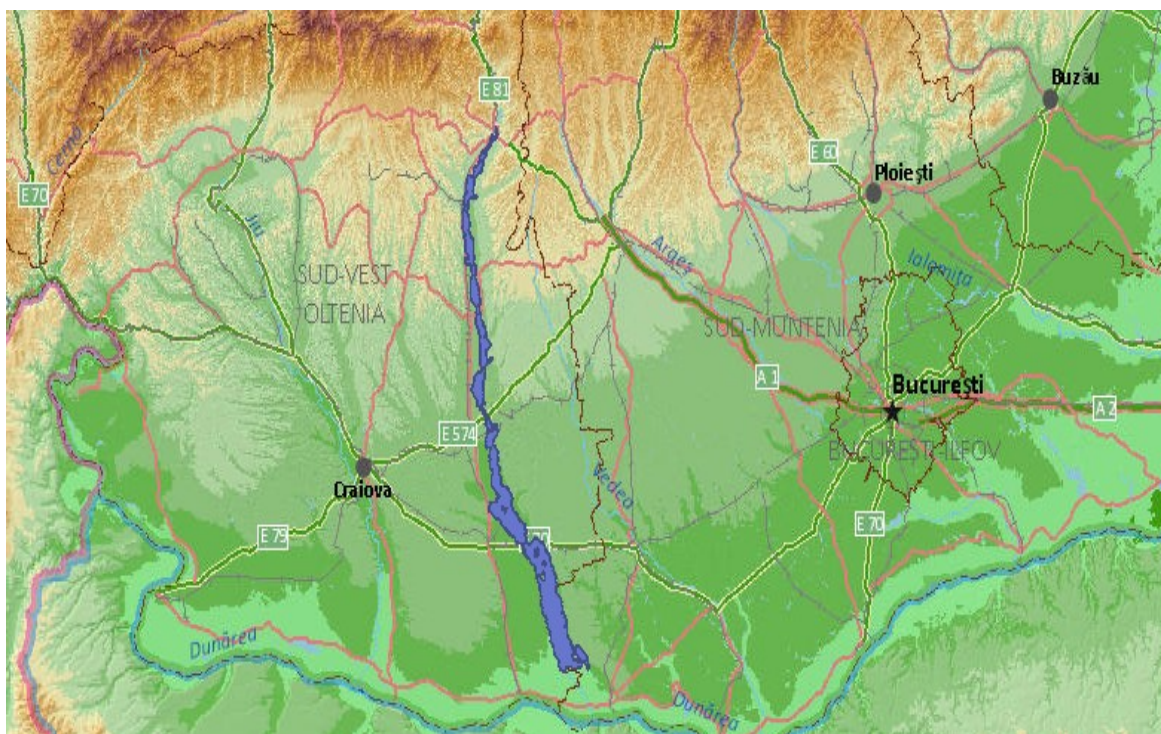 E 81
Buzău
E 60
Cerna
Ploiești
E 70
Jiu
Argeș
Ialomița
SUD-VEST
OLTENIA
SUD-MUNTENIA
A 1
București
A 2
E 574
BUCUREȘTI-ILFOV
Craiova
Vedea
E 79
E 70
Dunărea
Dunărea